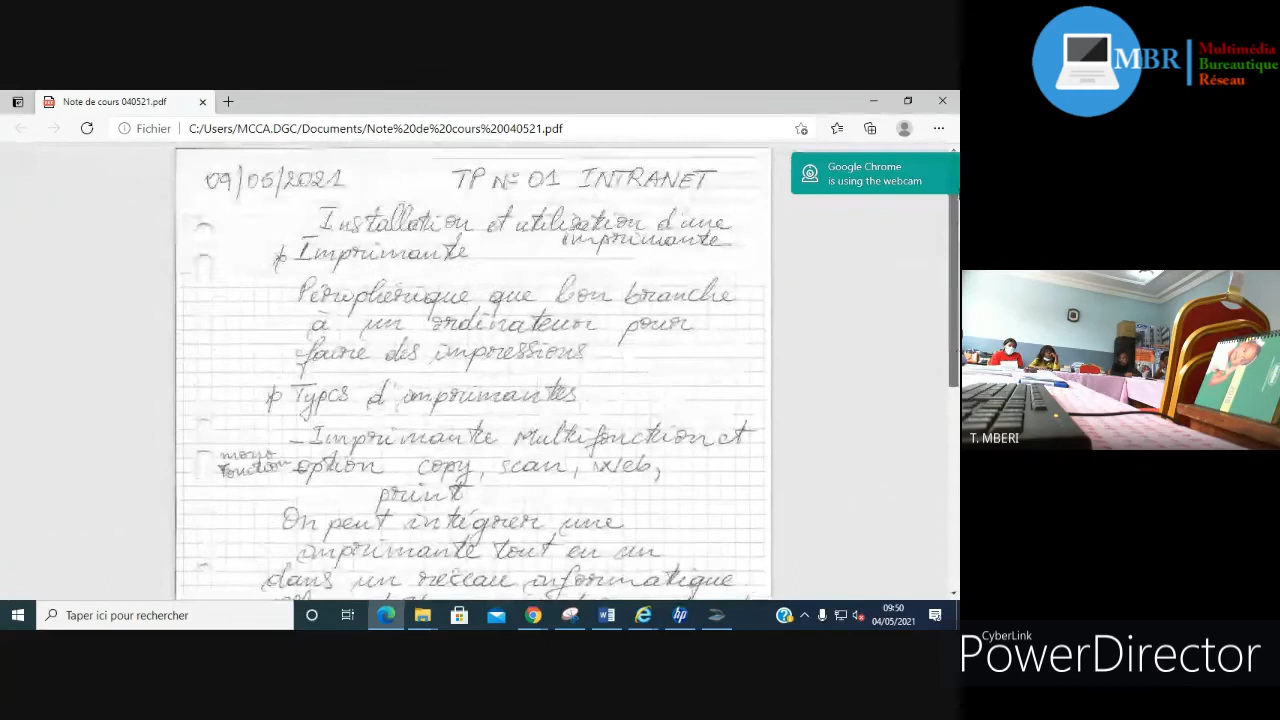 MBR
Multimédia
Bureautique
Réseau
Note de cours 040521.pdf
Fichier
C:/Users/MCCA.DGC/Documents/Note%20de%20cours%20040521.pdf
Google Chrome
is using the webcam
09/05/2021 TP N° 01 INTRANET
Installation et utilisation d'une
imprimante
Imprimante
Périphérique que l'on branche
à un ordinateur pour
faire des impressions
Types d'imprimantes
- Imprimante Multifonction et
mono
fonction
option copy, scan, web,
print
On peut intégrer une
imprimante tout en un
dans un réseau informatique
T. MBERI
Taper ici pour rechercher
09:50
04/05/2021
CyberLink
PowerDirector